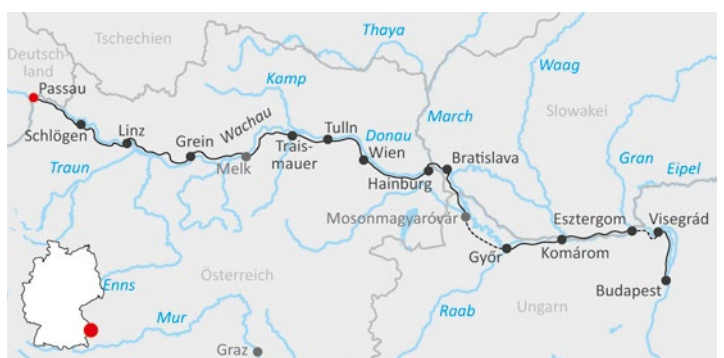 Tschechien
Thaya
Deutsch-
land
Passau
Kamp
Waag
Schlögen
Linz
Grein
Wachau
Tulln
Donau
March
Slowakei
Traun
Melk
Trais-
mauer
Wien
Hainburg
Bratislava
Gran
Eipel
Mosonmagyaróvár
Esztergom
Visegrád
Győr
Komárom
Enns
Österreich
Mur
Raab
Ungarn
Budapest
Graz